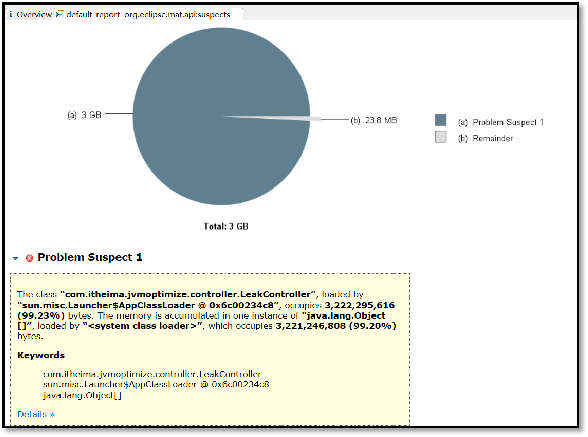 i Overview default_report org.eclipse.mat.api:suspects
(a) 3 GB
(b) 23.8 MB
(a) Problem Suspect 1
(b) Remainder
Total: 3 GB
Problem Suspect 1
The class "com.itheima.jvmoptimize.controller.LeakController", loaded by
"sun.misc.Launcher$AppClassLoader @ 0x6c00234c8", occupies 3,222,295,616
(99.23%) bytes. The memory is accumulated in one instance of "java.lang.Object
[]", loaded by "<system class loader>", which occupies 3,221,246,808 (99.20%)
bytes.
Keywords
com.itheima.jvmoptimize.controller.LeakController
sun.misc.Launcher$AppClassLoader @ 0x6c00234c8
java.lang.Object[]
Details »